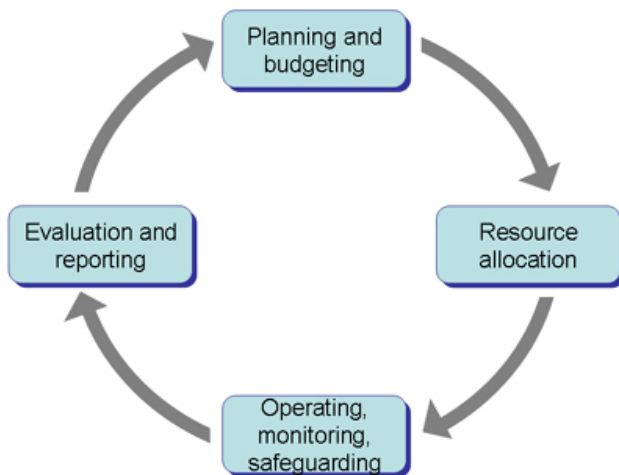 Planning and
budgeting
Resource
allocation
Operating,
monitoring,
safeguarding
Evaluation and
reporting